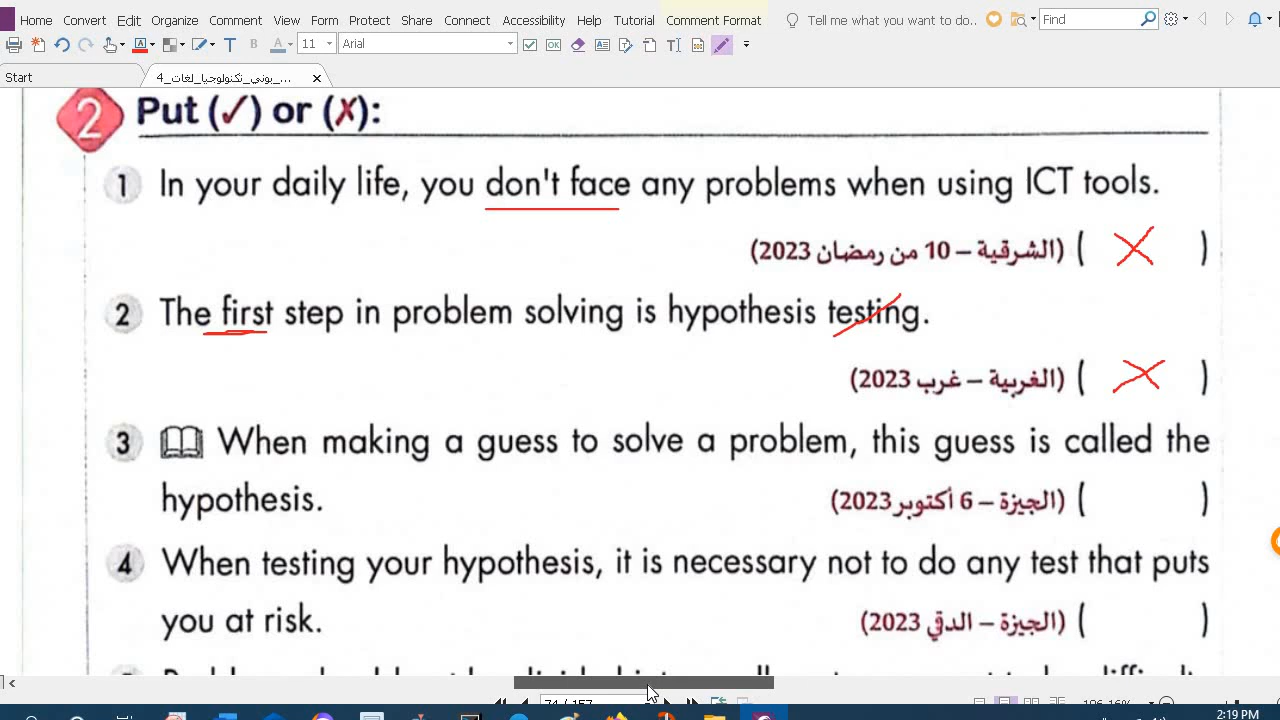 Home Convert Edit Organize Comment View Form Protect Share Connect Accessibility Help Tutorial Comment Format Tell me what you want to do.. Find
11 Arial
Start 4_بوني_تكنولوجيا_لغات_...
2 Put (✓) or (✗):
1 In your daily life, you don't face any problems when using ICT tools.
(الشرقية – 10 من رمضان 2023) ( X )
2 The first step in problem solving is hypothesis testing.
(الغربية – غرب 2023) ( X )
3 When making a guess to solve a problem, this guess is called the
hypothesis. (الجيزة – 6 أكتوبر 2023) ( )
4 When testing your hypothesis, it is necessary not to do any test that puts
you at risk. (الجيزة – الدقي 2023) ( )
74 / 157
2:19 PM